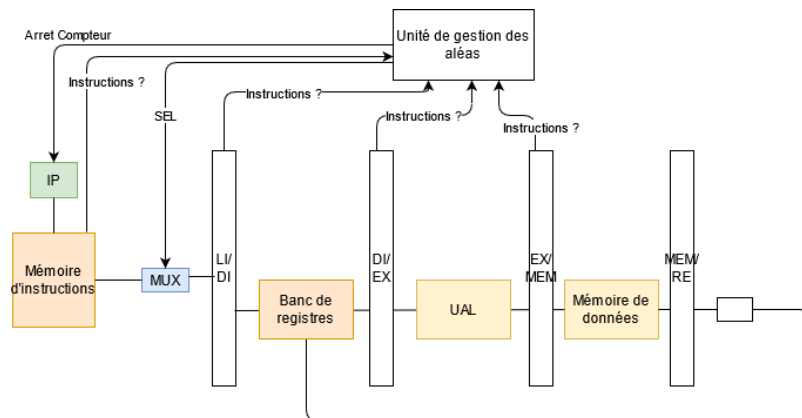 Unité de gestion des
aléas
Arret Compteur
Instructions ?
SEL
Instructions ?
Instructions ?
Instructions ?
IP
Mémoire
d'instructions
MUX
LI/
DI
Banc de
registres
DI/
EX
UAL
EX/
MEM
Mémoire de
données
MEM/
RE